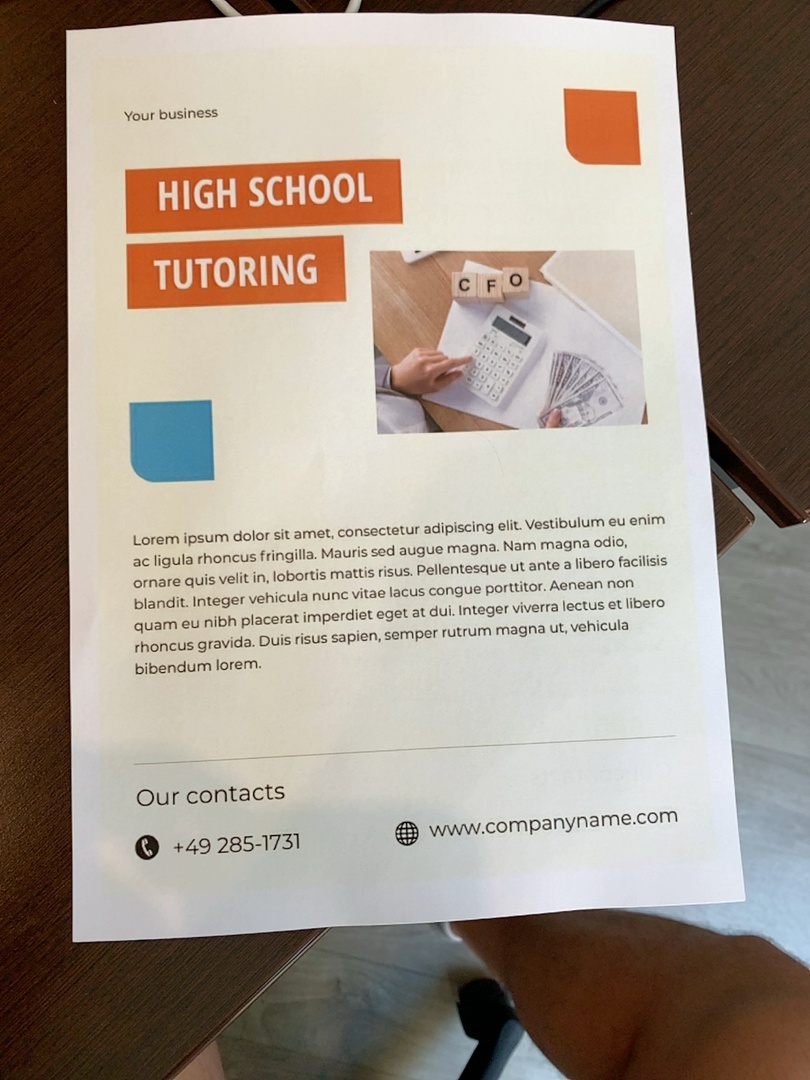 Your business
HIGH SCHOOL
TUTORING
C F O
Lorem ipsum dolor sit amet, consectetur adipiscing elit. Vestibulum eu enim
ac ligula rhoncus fringilla. Mauris sed augue magna. Nam magna odio,
ornare quis velit in, lobortis mattis risus. Pellentesque ut ante a libero facilisis
blandit. Integer vehicula nunc vitae lacus congue porttitor. Aenean non
quam eu nibh placerat imperdiet eget at dui. Integer viverra lectus et libero
rhoncus gravida. Duis risus sapien, semper rutrum magna ut, vehicula
bibendum lorem.
Our contacts
+49 285-1731
www.companyname.com